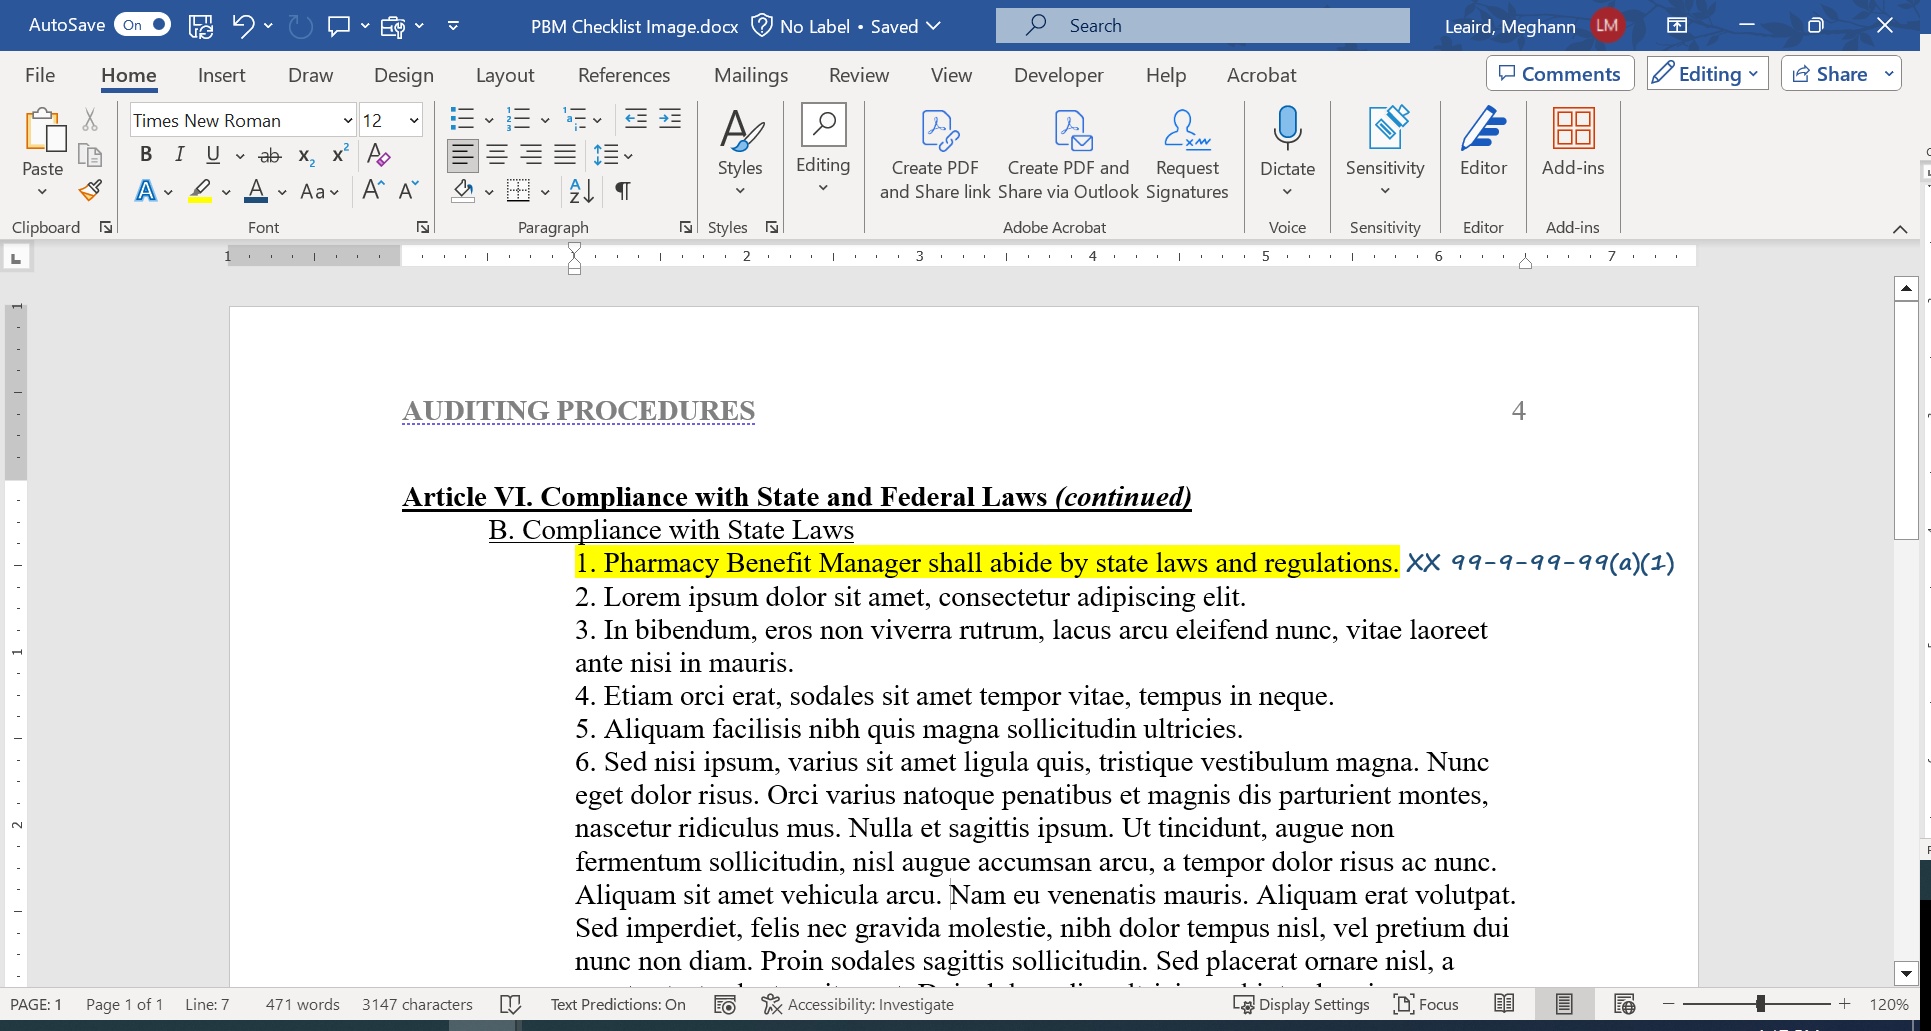 AutoSave On PBM Checklist Image.docx No Label • Saved Search Leaird, Meghann LM
File Home Insert Draw Design Layout References Mailings Review View Developer Help Acrobat Comments Editing Share
Paste
Clipboard
Times New Roman 12
Font
Paragraph
Styles
Styles
Editing
Create PDF and Share link
Create PDF and Share via Outlook
Request Signatures
Adobe Acrobat
Dictate
Voice
Sensitivity
Sensitivity
Editor
Editor
Add-ins
Add-ins
1 2 3 4 5 6 7
AUDITING PROCEDURES 4
Article VI. Compliance with State and Federal Laws (continued)
B. Compliance with State Laws
1. Pharmacy Benefit Manager shall abide by state laws and regulations. XX 99-9-99-99(a)(1)
2. Lorem ipsum dolor sit amet, consectetur adipiscing elit.
3. In bibendum, eros non viverra rutrum, lacus arcu eleifend nunc, vitae laoreet
ante nisi in mauris.
4. Etiam orci erat, sodales sit amet tempor vitae, tempus in neque.
5. Aliquam facilisis nibh quis magna sollicitudin ultricies.
6. Sed nisi ipsum, varius sit amet ligula quis, tristique vestibulum magna. Nunc
eget dolor risus. Orci varius natoque penatibus et magnis dis parturient montes,
nascetur ridiculus mus. Nulla et sagittis ipsum. Ut tincidunt, augue non
fermentum sollicitudin, nisl augue accumsan arcu, a tempor dolor risus ac nunc.
Aliquam sit amet vehicula arcu. Nam eu venenatis mauris. Aliquam erat volutpat.
Sed imperdiet, felis nec gravida molestie, nibh dolor tempus nisl, vel pretium dui
nunc non diam. Proin sodales sagittis sollicitudin. Sed placerat ornare nisl, a
PAGE: 1 Page 1 of 1 Line: 7 471 words 3147 characters Text Predictions: On Accessibility: Investigate Display Settings Focus 120%